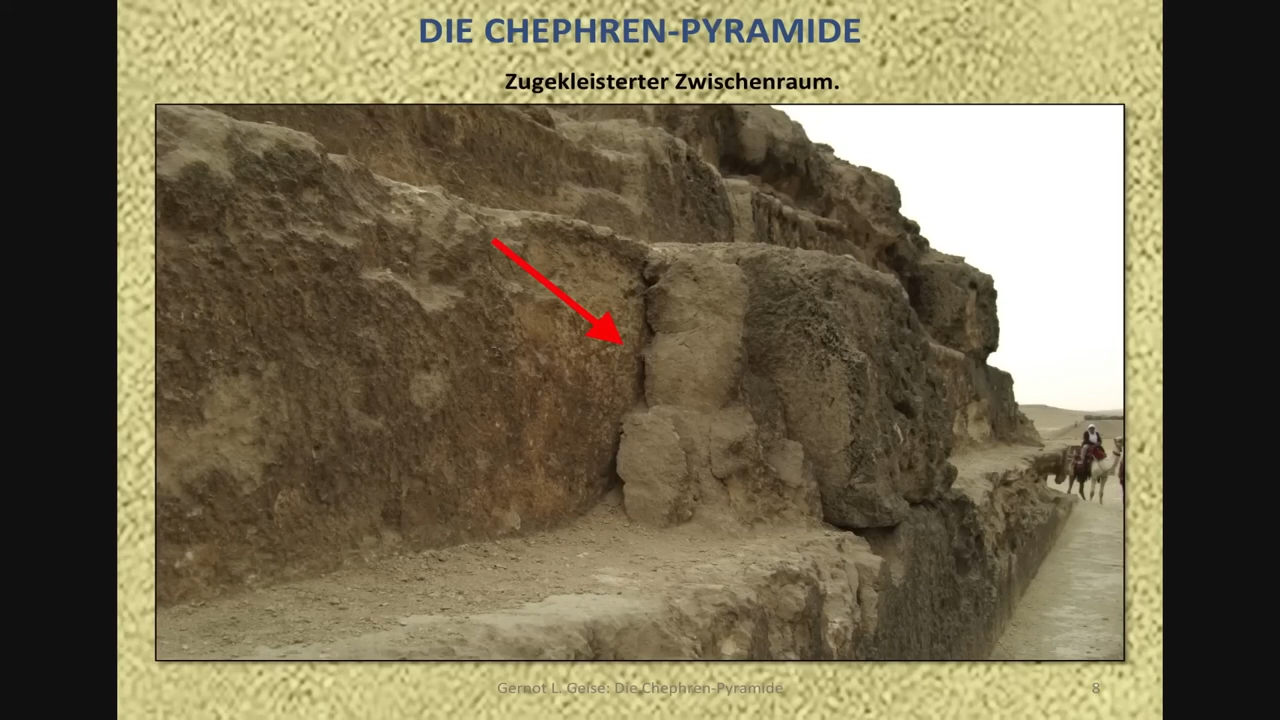 DIE CHEPHREN-PYRAMIDE
Zugekleisterter Zwischenraum.
Gernot L. Geise: Die Chephren-Pyramide
8